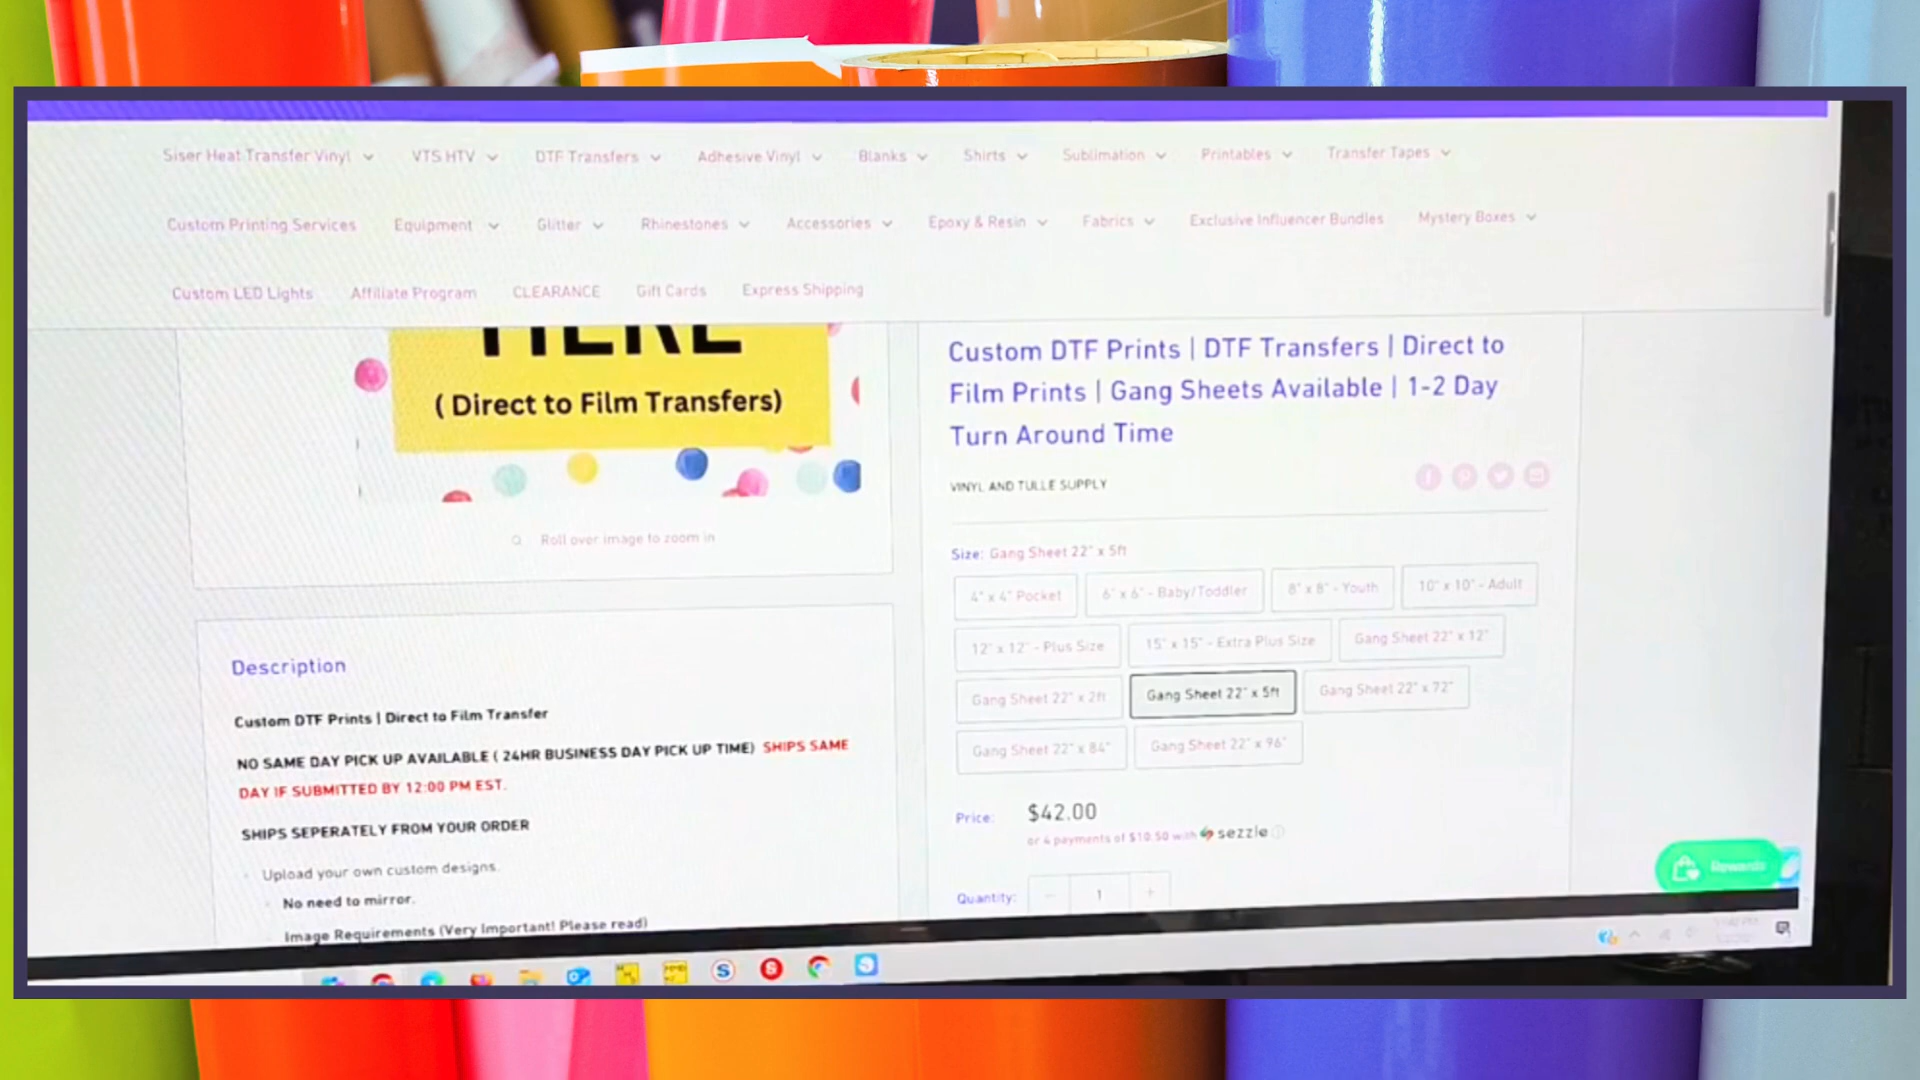 Siser Heat Transfer Vinyl VTS HTV DTF Transfers Adhesive Vinyl Blanks Shirts Sublimation Printables Transfer Tapes
Custom Printing Services Equipment Glitter Rhinestones Accessories Epoxy & Resin Fabrics Exclusive Influencer Bundles Mystery Boxes
Custom LED Lights Affiliate Program CLEARANCE Gift Cards Express Shipping
HERE
( Direct to Film Transfers)
Roll over image to zoom in
Description
Custom DTF Prints | Direct to Film Transfer
NO SAME DAY PICK UP AVAILABLE ( 24HR BUSINESS DAY PICK UP TIME) SHIPS SAME
DAY IF SUBMITTED BY 12:00 PM EST.
SHIPS SEPERATELY FROM YOUR ORDER
Upload your own custom designs.
No need to mirror.
Image Requirements (Very Important! Please read)
Custom DTF Prints | DTF Transfers | Direct to
Film Prints | Gang Sheets Available | 1-2 Day
Turn Around Time
VINYL AND TULLE SUPPLY
Size: Gang Sheet 22" x 5ft
4" x 4" Pocket 6" x 6" - Baby/Toddler 8" x 8" - Youth 10" x 10" - Adult
12" x 12" - Plus Size 15" x 15" - Extra Plus Size Gang Sheet 22" x 12"
Gang Sheet 22" x 2ft Gang Sheet 22" x 5ft Gang Sheet 22" x 72"
Gang Sheet 22" x 84" Gang Sheet 22" x 96"
Price: $42.00
or 4 payments of $10.50 with sezzle
Quantity: - 1 +
Rewards